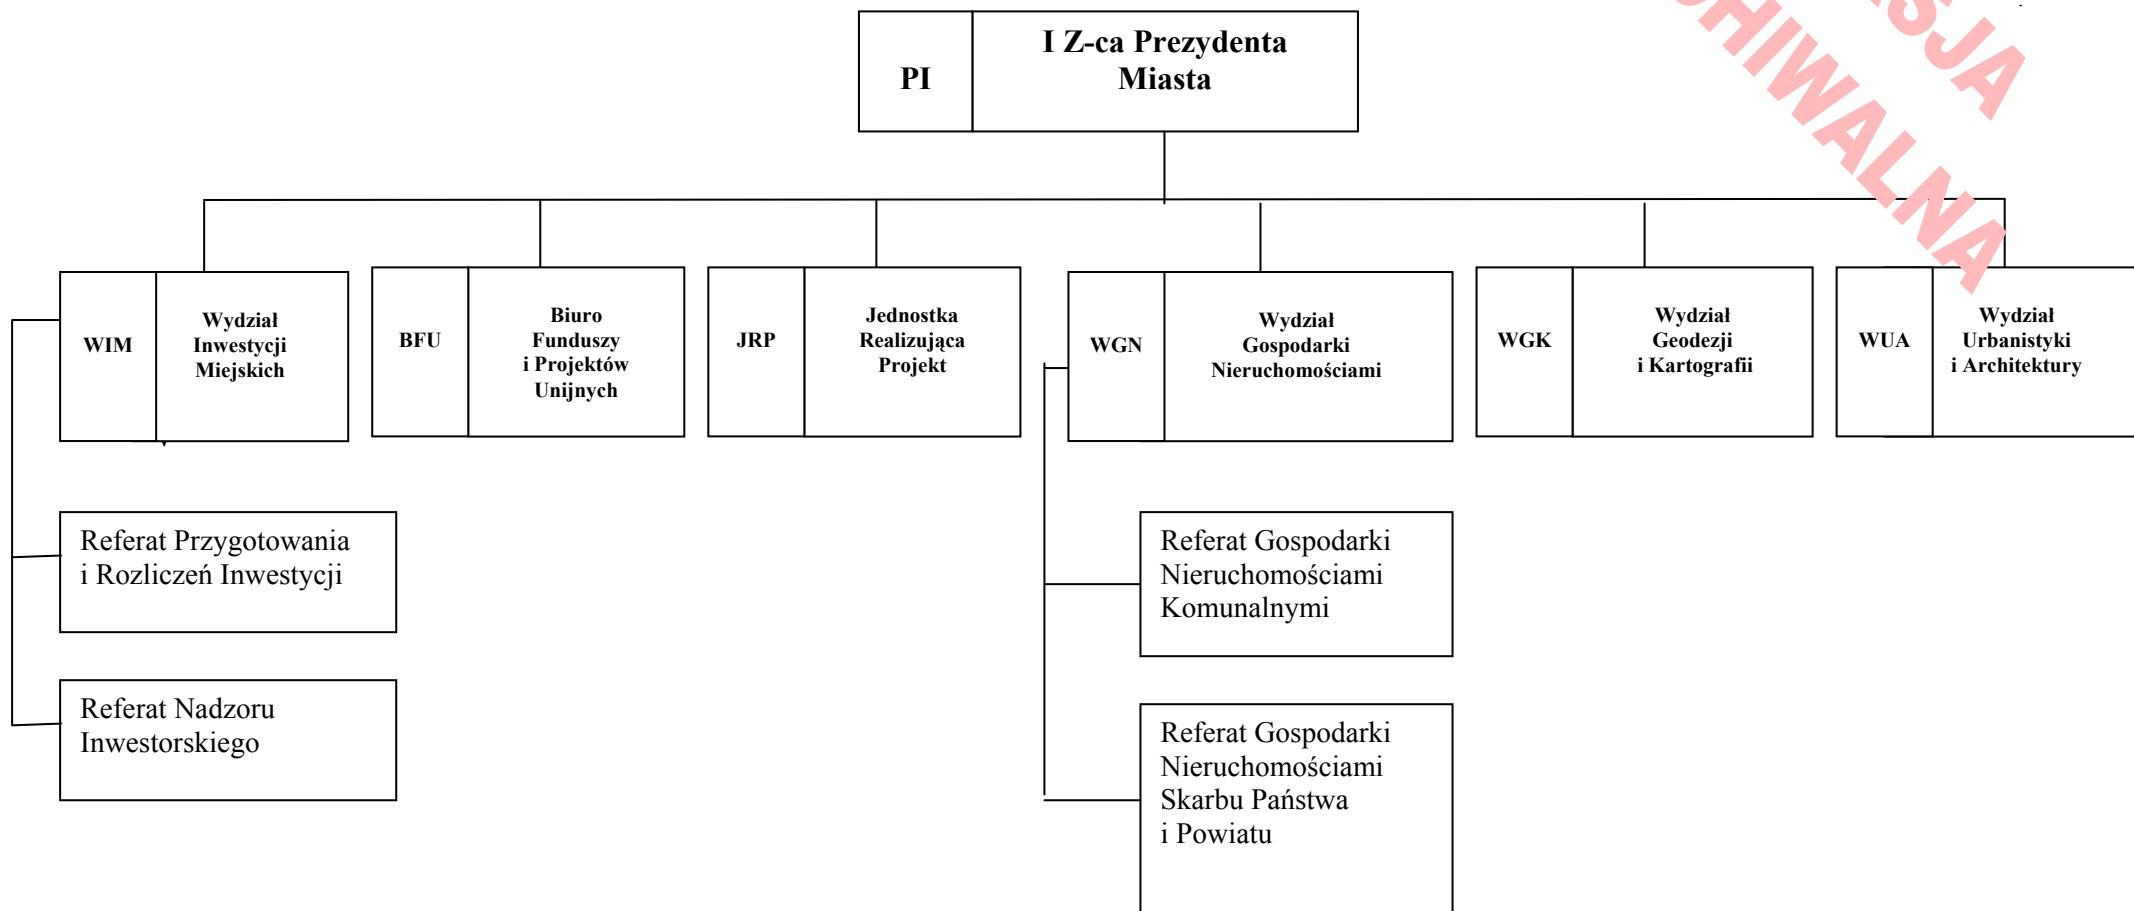 PI
I Z-ca Prezydenta
Miasta
WIM
Wydział
Inwestycji
Miejskich
BFU
Biuro
Funduszy
i Projektów
Unijnych
JRP
Jednostka
Realizująca
Projekt
WGN
Wydział
Gospodarki
Nieruchomościami
WGK
Wydział
Geodezji
i Kartografii
WUA
Wydział
Urbanistyki
i Architektury
Referat Przygotowania
i Rozliczeń Inwestycji
Referat Nadzoru
Inwestorskiego
Referat Gospodarki
Nieruchomościami
Komunalnymi
Referat Gospodarki
Nieruchomościami
Skarbu Państwa
i Powiatu